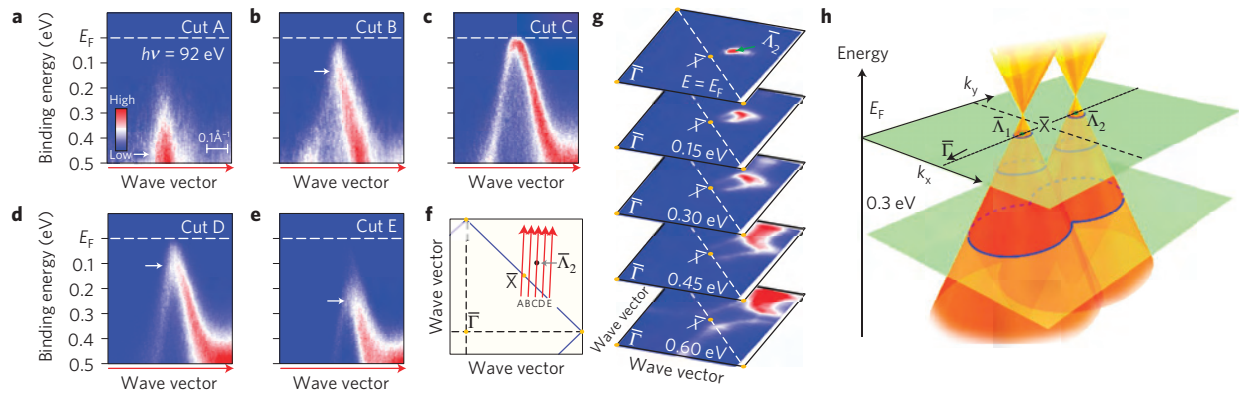 a
Cut A
Binding energy (eV)
E_F
hν = 92 eV
0.1
0.2
0.3
0.4
0.5
High
Low
0.1Å⁻¹
Wave vector
b
Cut B
Wave vector
c
Cut C
Wave vector
d
Cut D
Binding energy (eV)
E_F
0.1
0.2
0.3
0.4
0.5
Wave vector
e
Cut E
Wave vector
f
Wave vector
X̅
Λ̅₂
A B C D E
Γ̅
Wave vector
g
Λ̅₂
X̅
Γ̅
E = E_F
X̅
Γ̅
0.15 eV
X̅
Γ̅
0.30 eV
X̅
Γ̅
0.45 eV
X̅
Γ̅
0.60 eV
Wave vector
Wave vector
h
Energy
E_F
k_y
Λ̅₁
X̅
Λ̅₂
Γ̅
k_x
0.3 eV